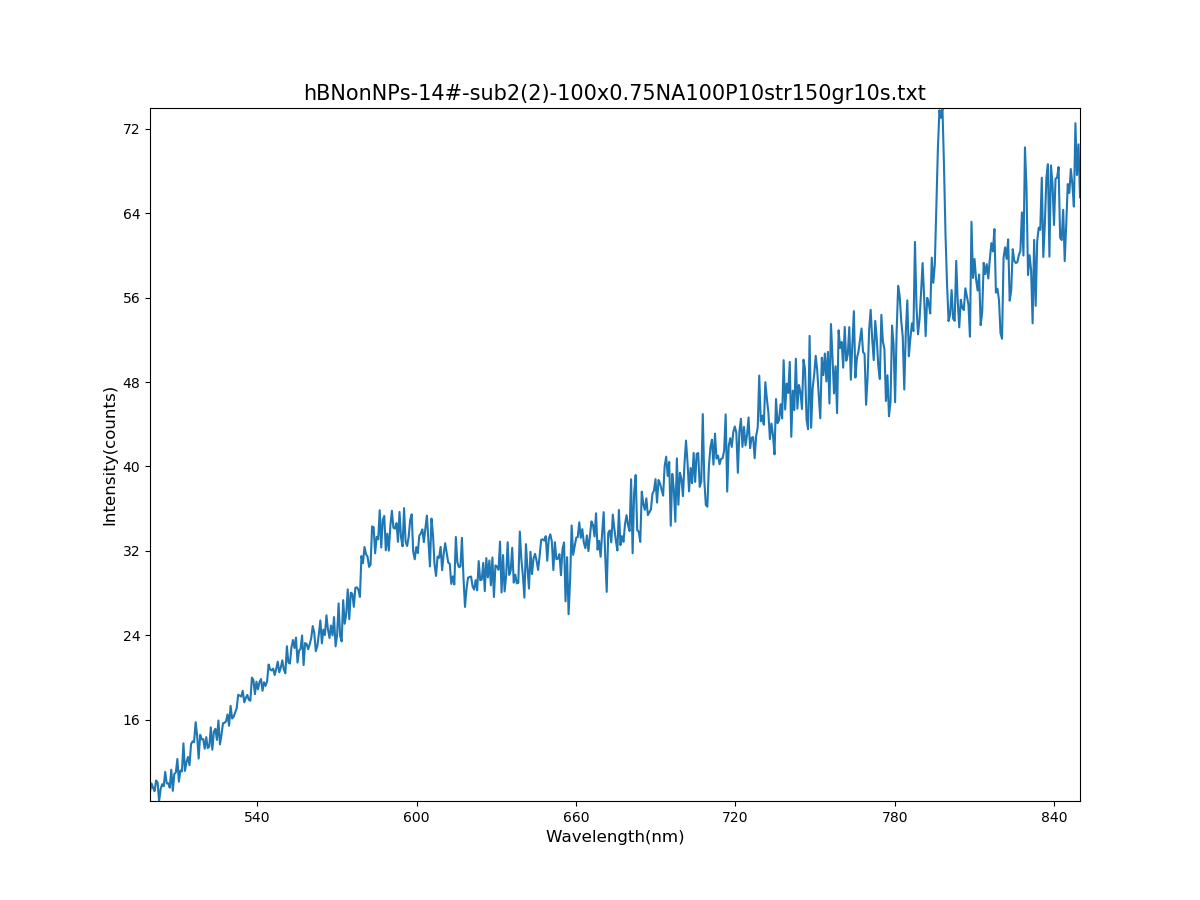 hBNonNPs-14#-sub2(2)-100x0.75NA100P10str150gr10s.txt
72
64
56
48
40
32
24
16
Intensity(counts)
540 600 660 720 780 840
Wavelength(nm)